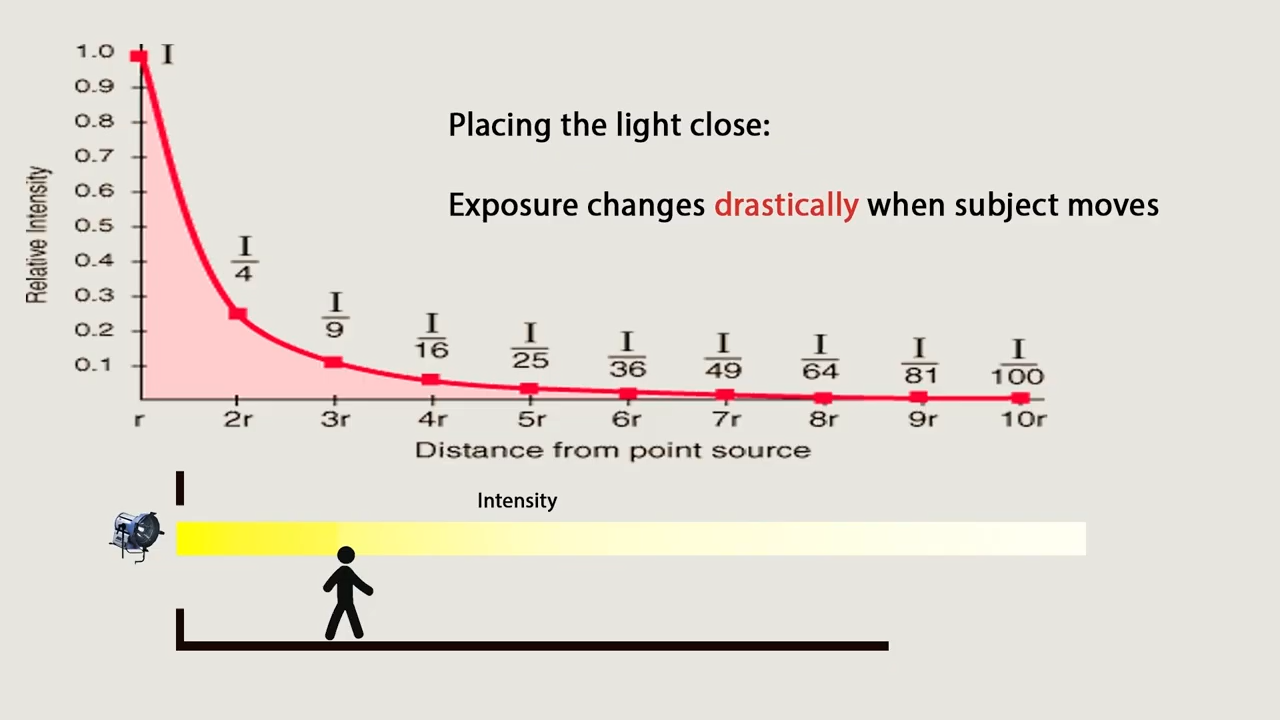 1.0
I
0.9
0.8
0.7
0.6
0.5
0.4
0.3
0.2
0.1
Relative Intensity
Placing the light close:
Exposure changes drastically when subject moves
I
4
I
9
I
16
I
25
I
36
I
49
I
64
I
81
I
100
r 2r 3r 4r 5r 6r 7r 8r 9r 10r
Distance from point source
Intensity